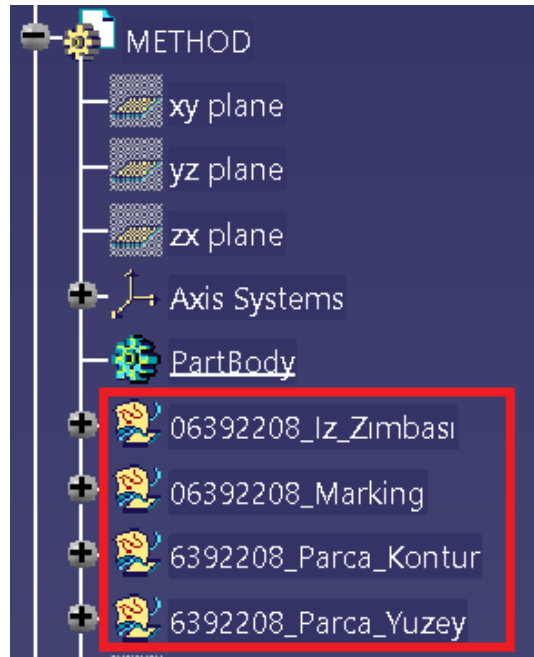 METHOD
xy plane
yz plane
zx plane
Axis Systems
PartBody
06392208_Iz_Zımbası
06392208_Marking
6392208_Parca_Kontur
6392208_Parca_Yuzey